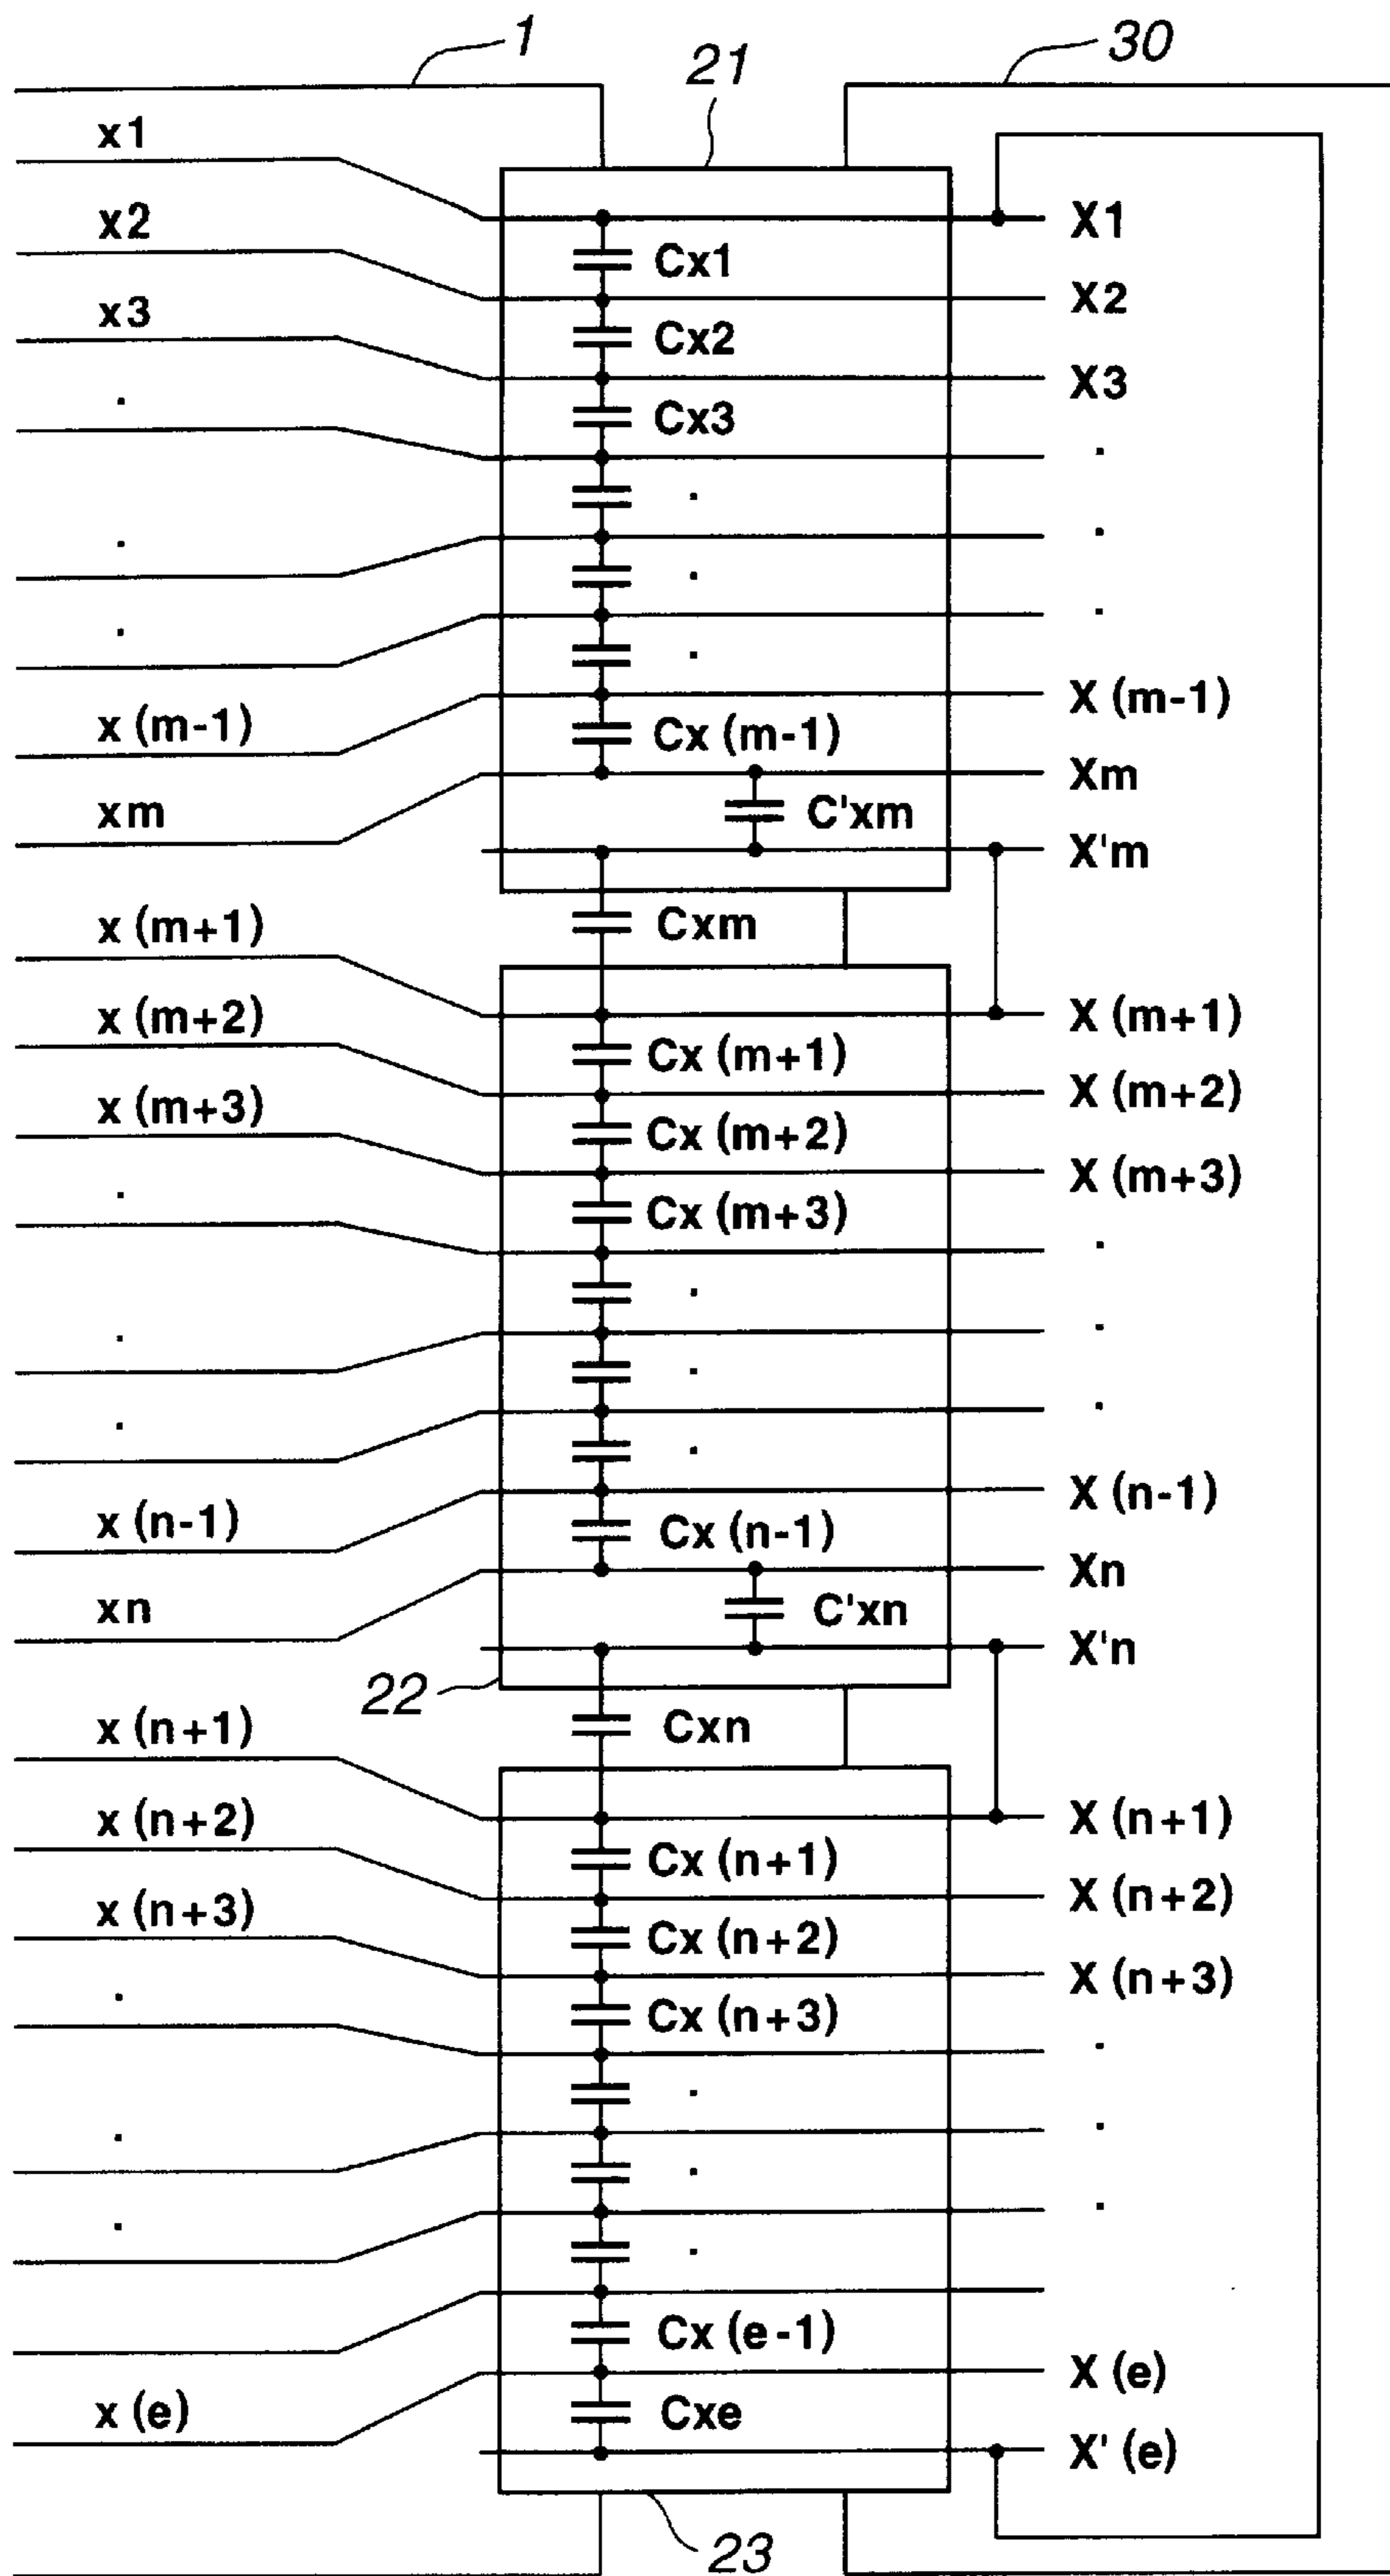 1
21
30
x1
X1
x2
Cx1
X2
x3
Cx2
X3
.
Cx3
.
.
.
.
.
.
.
.
x (m-1)
Cx (m-1)
X (m-1)
Xm
xm
C'xm
X'm
x (m+1)
Cxm
x (m+2)
X (m+1)
Cx (m+1)
x (m+3)
X (m+2)
Cx (m+2)
X (m+3)
.
Cx (m+3)
.
.
.
.
.
.
.
.
X (n-1)
x (n-1)
Cx (n-1)
Xn
xn
C'xn
X'n
22
x (n+1)
Cxn
x (n+2)
X (n+1)
Cx (n+1)
x (n+3)
X (n+2)
Cx (n+2)
X (n+3)
.
Cx (n+3)
.
.
.
.
.
.
.
.
Cx (e-1)
X (e)
x (e)
Cxe
X' (e)
23